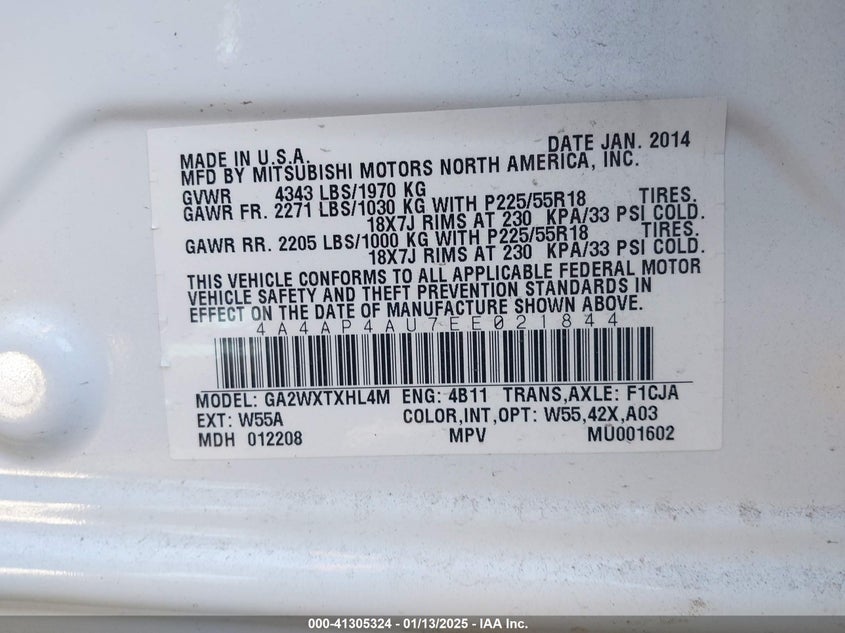 MADE IN U.S.A. DATE JAN. 2014
MFD BY MITSUBISHI MOTORS NORTH AMERICA, INC.
GVWR 4343 LBS/1970 KG
GAWR FR. 2271 LBS/1030 KG WITH P225/55R18 TIRES.
18X7J RIMS AT 230 KPA/33 PSI COLD.
GAWR RR. 2205 LBS/1000 KG WITH P225/55R18 TIRES.
18X7J RIMS AT 230 KPA/33 PSI COLD.
THIS VEHICLE CONFORMS TO ALL APPLICABLE FEDERAL MOTOR
VEHICLE SAFETY AND THEFT PREVENTION STANDARDS IN
EFFECT ON THE DATE OF MANUFACTURE SHOWN ABOVE.
4A4AP4AU7EE021844
MODEL: GA2WXTXHL4M ENG: 4B11 TRANS,AXLE: F1CJA
EXT: W55A COLOR,INT,OPT: W55,42X,A03
MDH 012208 MPV MU001602
000-41305324 - 01/13/2025 - IAA Inc.